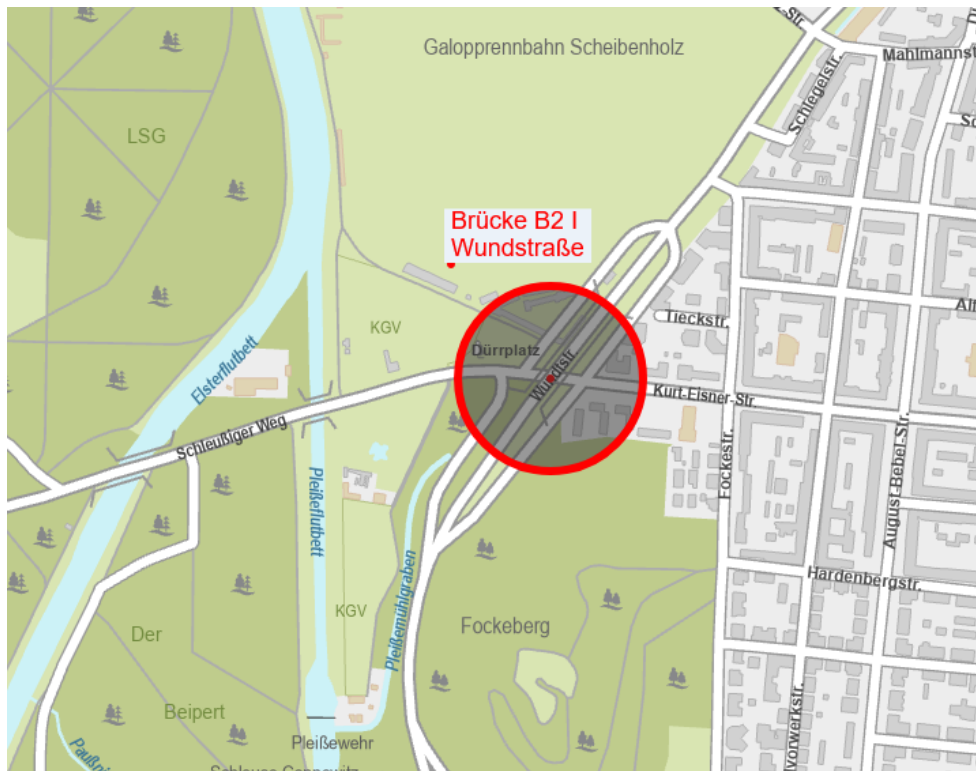 Galopprennbahn Scheibenholz
Mahlmannstr.
Schlegelstr.
LSG
Brücke B2 I
Wundstraße
Tieckstr.
KGV
Dürrplatz
Elsterflutbett
Wundtstr.
Kurt-Eisner-Str.
Schleußiger Weg
Fockestr.
August-Bebel-Str.
Pleißeflutbett
Pleißemühlgraben
Hardenbergstr.
KGV
Fockeberg
Der
Beipert
Pleißewehr